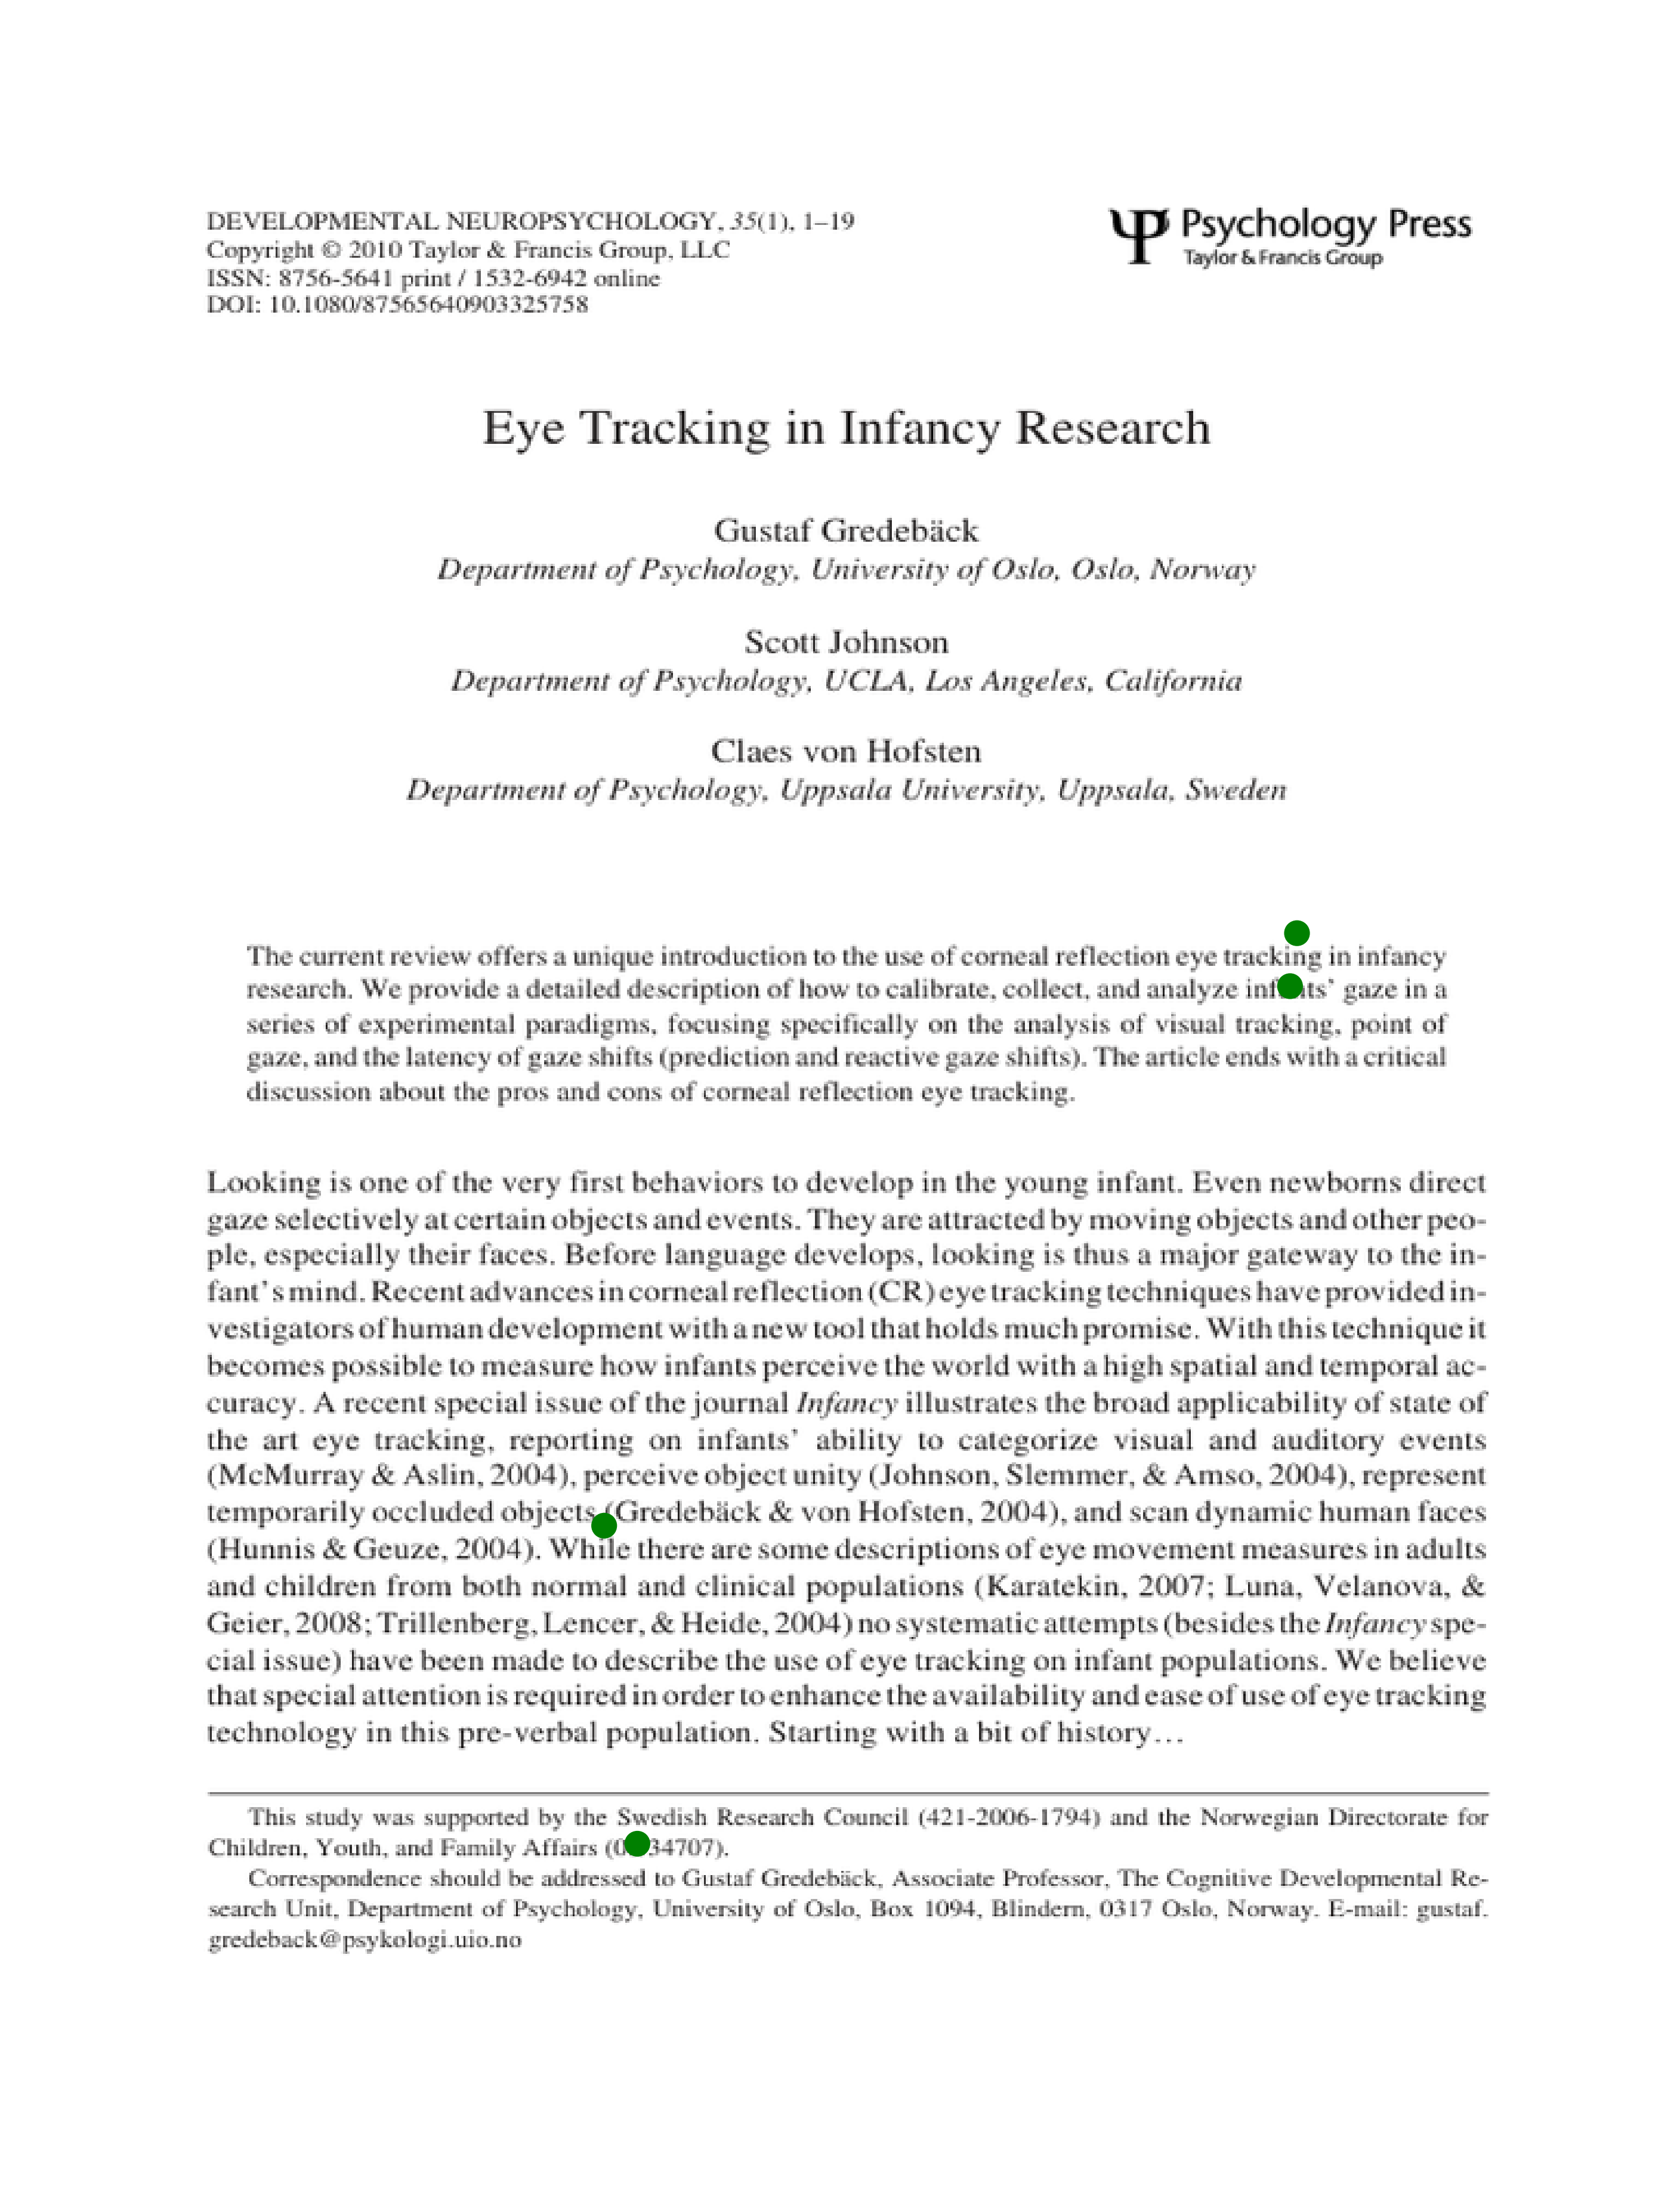 DEVELOPMENTAL NEUROPSYCHOLOGY, 35(1), 1–19
Copyright © 2010 Taylor & Francis Group, LLC
ISSN: 8756-5641 print / 1532-6942 online
DOI: 10.1080/87565640903325758
Psychology Press
Taylor & Francis Group
Eye Tracking in Infancy Research
Gustaf Gredebäck
Department of Psychology, University of Oslo, Oslo, Norway
Scott Johnson
Department of Psychology, UCLA, Los Angeles, California
Claes von Hofsten
Department of Psychology, Uppsala University, Uppsala, Sweden
The current review offers a unique introduction to the use of corneal reflection eye tracking in infancy
research. We provide a detailed description of how to calibrate, collect, and analyze infants’ gaze in a
series of experimental paradigms, focusing specifically on the analysis of visual tracking, point of
gaze, and the latency of gaze shifts (prediction and reactive gaze shifts). The article ends with a critical
discussion about the pros and cons of corneal reflection eye tracking.
Looking is one of the very first behaviors to develop in the young infant. Even newborns direct
gaze selectively at certain objects and events. They are attracted by moving objects and other peo-
ple, especially their faces. Before language develops, looking is thus a major gateway to the in-
fant’s mind. Recent advances in corneal reflection (CR) eye tracking techniques have provided in-
vestigators of human development with a new tool that holds much promise. With this technique it
becomes possible to measure how infants perceive the world with a high spatial and temporal ac-
curacy. A recent special issue of the journal Infancy illustrates the broad applicability of state of
the art eye tracking, reporting on infants’ ability to categorize visual and auditory events
(McMurray & Aslin, 2004), perceive object unity (Johnson, Slemmer, & Amso, 2004), represent
temporarily occluded objects (Gredebäck & von Hofsten, 2004), and scan dynamic human faces
(Hunnis & Geuze, 2004). While there are some descriptions of eye movement measures in adults
and children from both normal and clinical populations (Karatekin, 2007; Luna, Velanova, &
Geier, 2008; Trillenberg, Lencer, & Heide, 2004) no systematic attempts (besides the Infancy spe-
cial issue) have been made to describe the use of eye tracking on infant populations. We believe
that special attention is required in order to enhance the availability and ease of use of eye tracking
technology in this pre-verbal population. Starting with a bit of history…
This study was supported by the Swedish Research Council (421-2006-1794) and the Norwegian Directorate for
Children, Youth, and Family Affairs
Correspondence should be addressed to Gustaf Gredebäck, Associate Professor, The Cognitive Developmental Re-
search Unit, Department of Psychology, University of Oslo, Box 1094, Blindern, 0317 Oslo, Norway. E-mail: gustaf.
gredeback@psykologi.uio.no